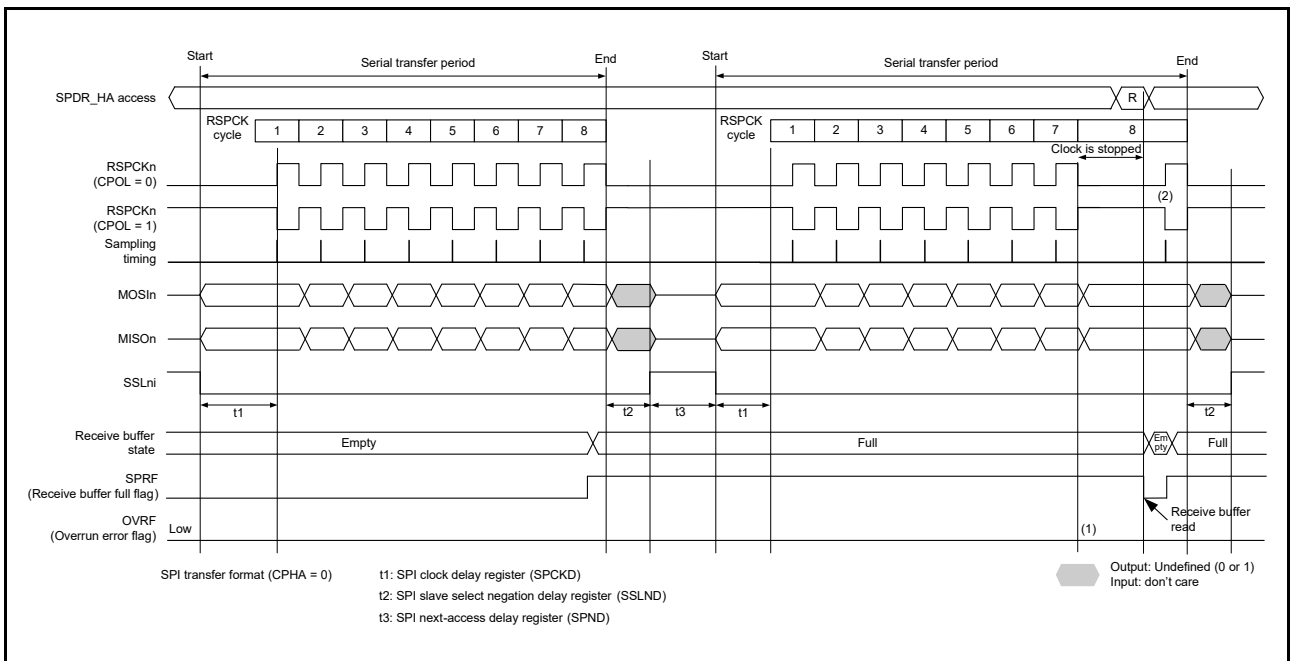 Start
Serial transfer period
End
Start
Serial transfer period
End
SPDR_HA access
R
RSPCK
cycle
1 2 3 4 5 6 7 8
RSPCK
cycle
1 2 3 4 5 6 7 8
Clock is stopped
RSPCKn
(CPOL = 0)
(2)
RSPCKn
(CPOL = 1)
Sampling
timing
MOSIn
MISOn
SSLni
t1
t2
t3
t1
t2
Receive buffer
state
Empty
Full
Em
pty
Full
SPRF
(Receive buffer full flag)
Receive buffer
read
OVRF
(Overrun error flag)
Low
(1)
SPI transfer format (CPHA = 0)
t1: SPI clock delay register (SPCKD)
t2: SPI slave select negation delay register (SSLND)
t3: SPI next-access delay register (SPND)
Output: Undefined (0 or 1)
Input: don't care